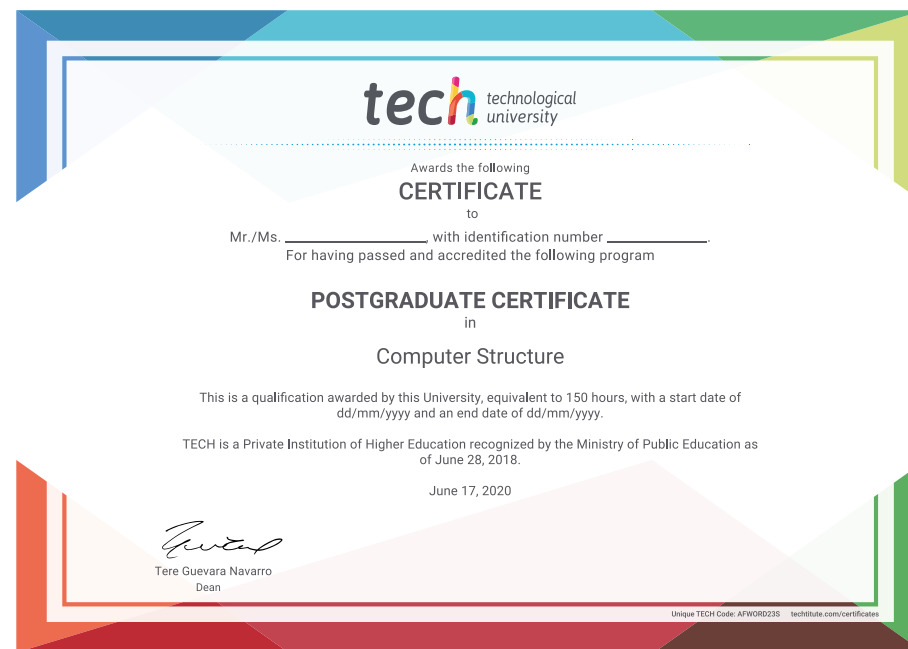 tech technological
university
Awards the following
CERTIFICATE
to
Mr./Ms. ____________________, with identification number ______________.
For having passed and accredited the following program
POSTGRADUATE CERTIFICATE
in
Computer Structure
This is a qualification awarded by this University, equivalent to 150 hours, with a start date of
dd/mm/yyyy and an end date of dd/mm/yyyy.
TECH is a Private Institution of Higher Education recognized by the Ministry of Public Education as
of June 28, 2018.
June 17, 2020
Tere Guevara Navarro
Dean
Unique TECH Code: AFWORD23S techtitute.com/certificates